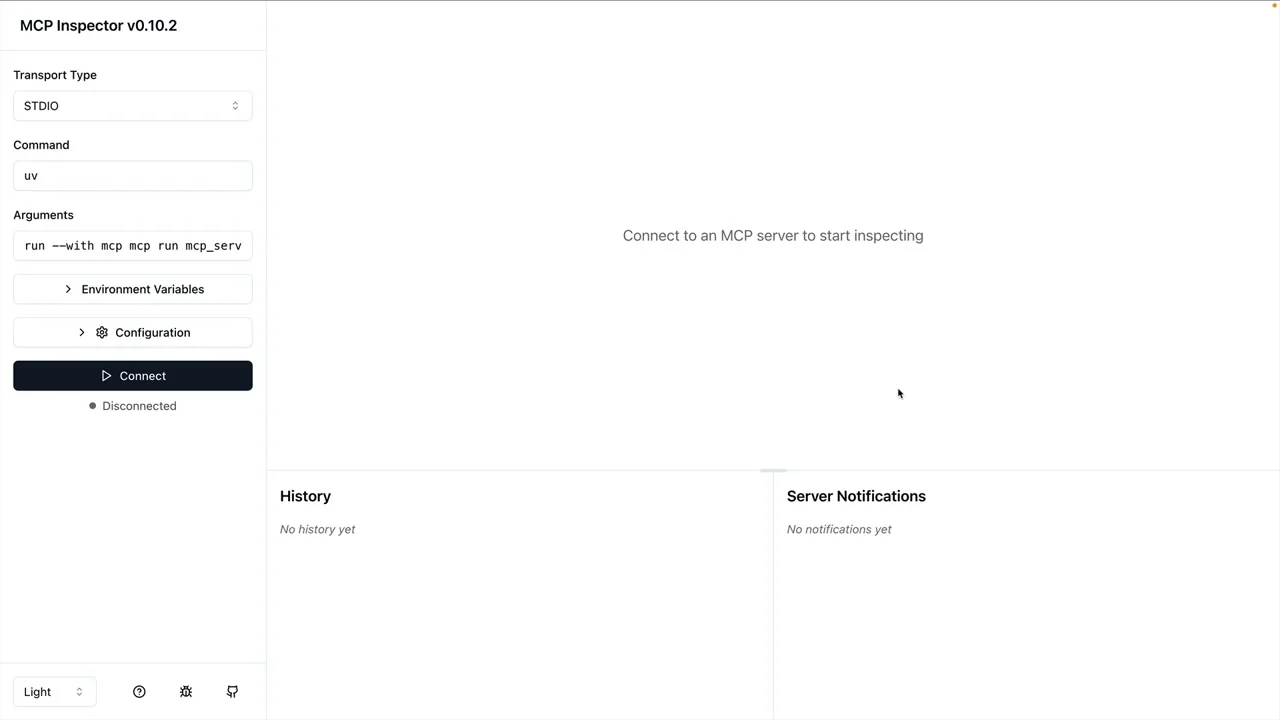 MCP Inspector v0.10.2
Transport Type
STDIO
Command
uv
Arguments
run --with mcp mcp run mcp_serv
Environment Variables
Configuration
Connect
Disconnected
Light
Connect to an MCP server to start inspecting
History
No history yet
Server Notifications
No notifications yet